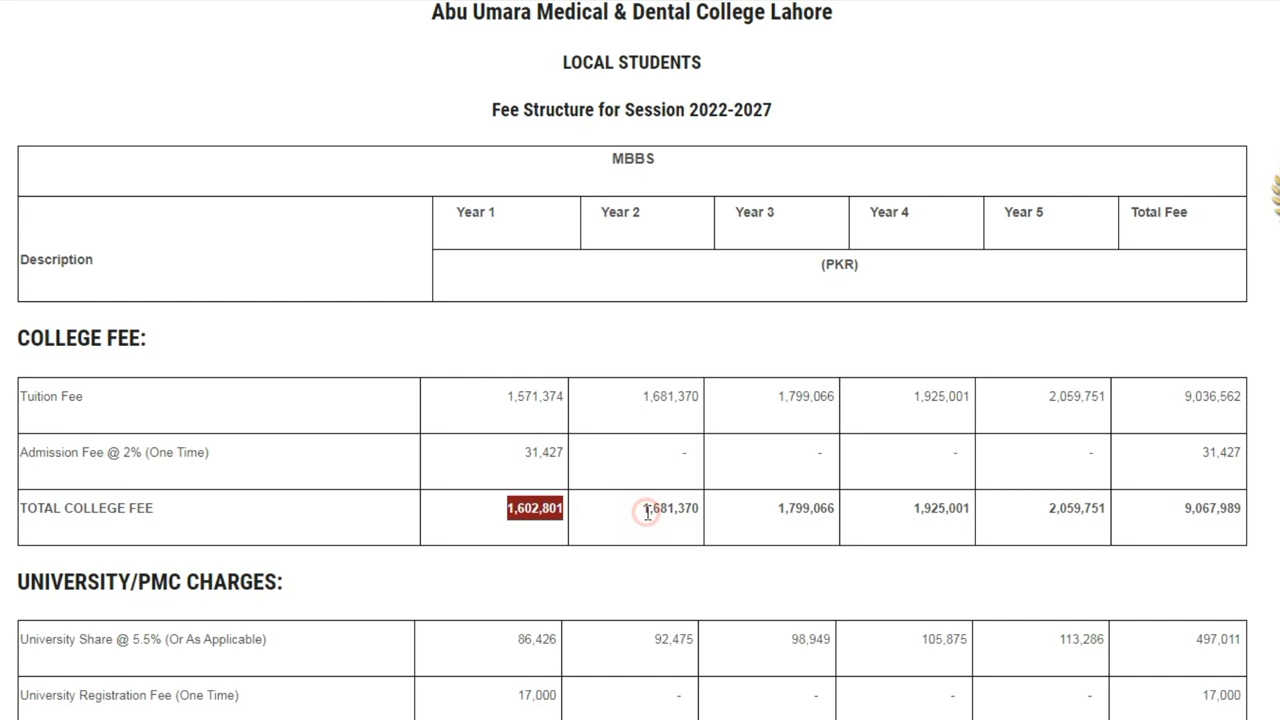 Abu Umara Medical & Dental College Lahore
LOCAL STUDENTS
Fee Structure for Session 2022-2027
MBBS
Year 1 Year 2 Year 3 Year 4 Year 5 Total Fee
Description
(PKR)
COLLEGE FEE:
Tuition Fee 1,571,374 1,681,370 1,799,066 1,925,001 2,059,751 9,036,562
Admission Fee @ 2% (One Time) 31,427 - - - - 31,427
TOTAL COLLEGE FEE 1,602,801 1,681,370 1,799,066 1,925,001 2,059,751 9,067,989
UNIVERSITY/PMC CHARGES:
University Share @ 5.5% (Or As Applicable) 86,426 92,475 98,949 105,875 113,286 497,011
University Registration Fee (One Time) 17,000 - - - - 17,000